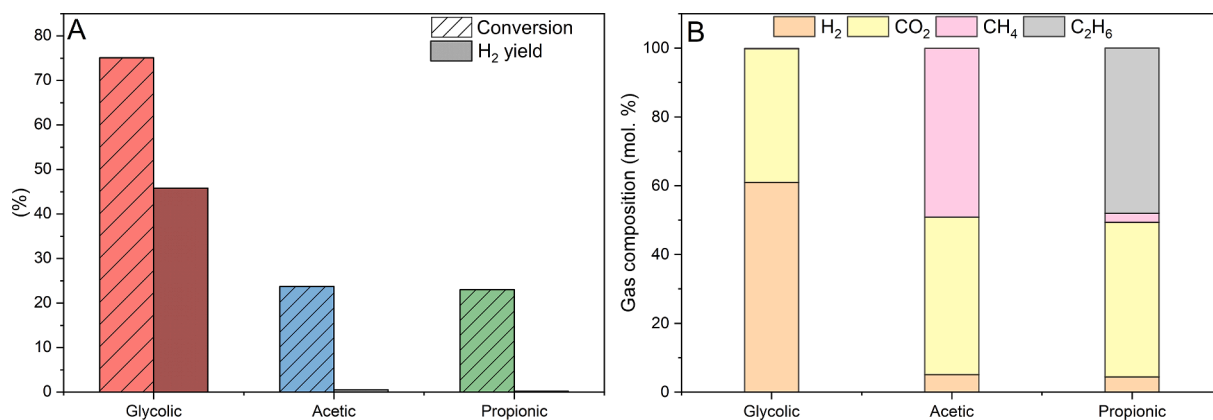 A
Conversion
H₂ yield
80
70
60
50
40
30
20
10
0
(%)
Glycolic
Acetic
Propionic
B
H₂
CO₂
CH₄
C₂H₆
100
80
60
40
20
0
Gas composition (mol. %)
Glycolic
Acetic
Propionic